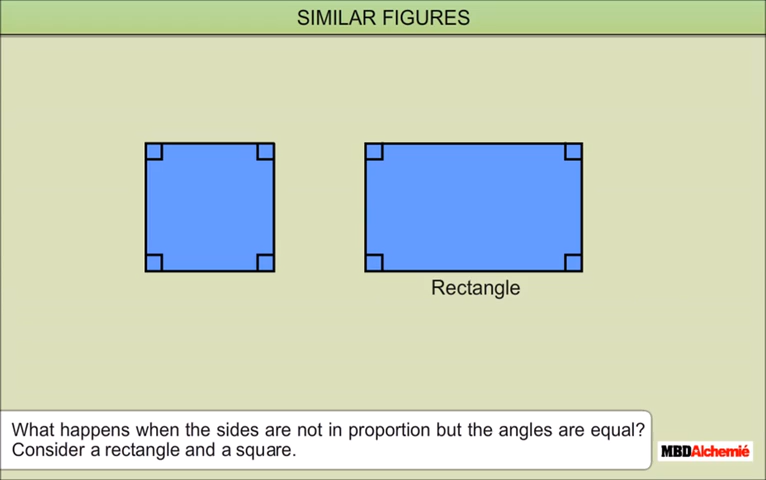 SIMILAR FIGURES
Rectangle
What happens when the sides are not in proportion but the angles are equal?
Consider a rectangle and a square.
MBDAlchemié